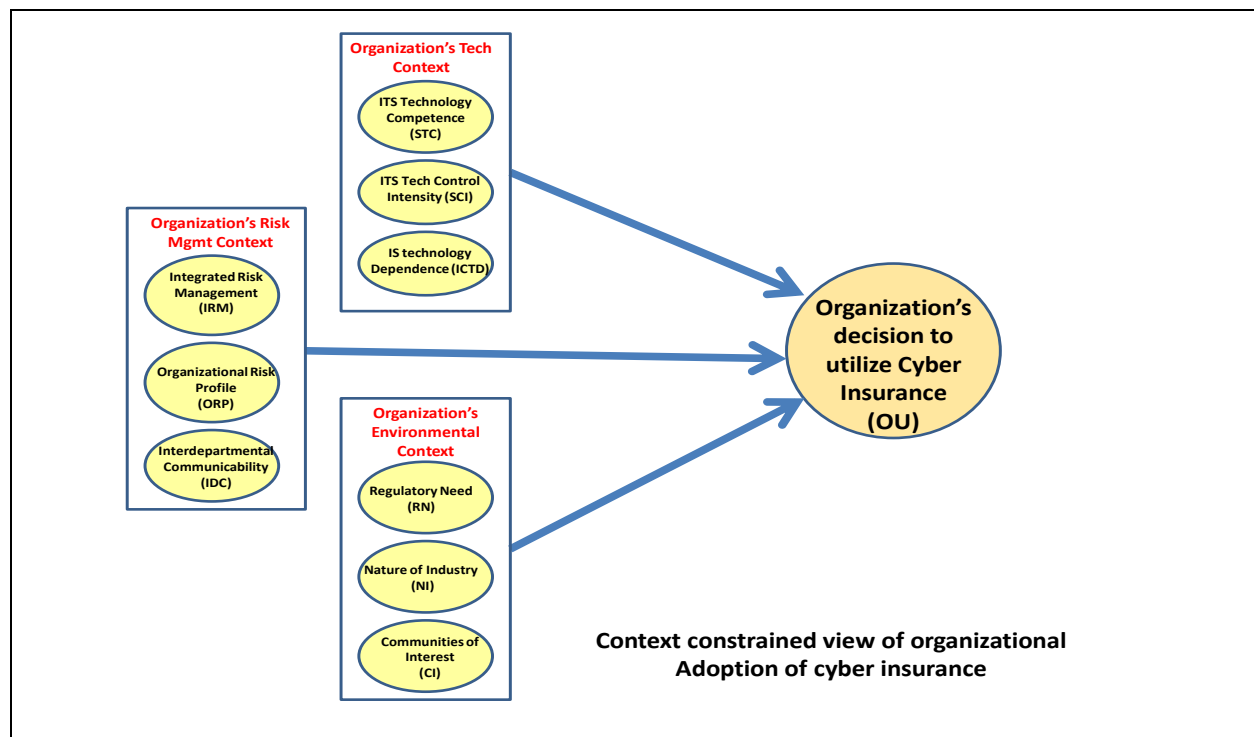 Organization’s Tech
Context
ITS Technology
Competence
(STC)
ITS Tech Control
Intensity (SCI)
IS technology
Dependence (ICTD)
Organization’s Risk
Mgmt Context
Integrated Risk
Management
(IRM)
Organizational Risk
Profile
(ORP)
Interdepartmental
Communicability
(IDC)
Organization’s
Environmental
Context
Regulatory Need
(RN)
Nature of Industry
(NI)
Communities of
Interest
(CI)
Organization’s
decision to
utilize Cyber
Insurance
(OU)
Context constrained view of organizational
Adoption of cyber insurance